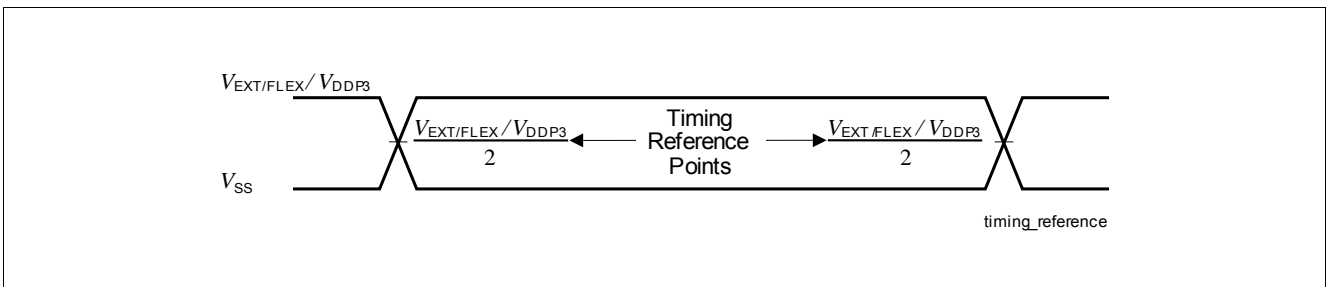 VEXT/FLEX / VDDP3
VEXT/FLEX / VDDP3
2
Timing
Reference
Points
VEXT/FLEX / VDDP3
2
VSS
timing_reference